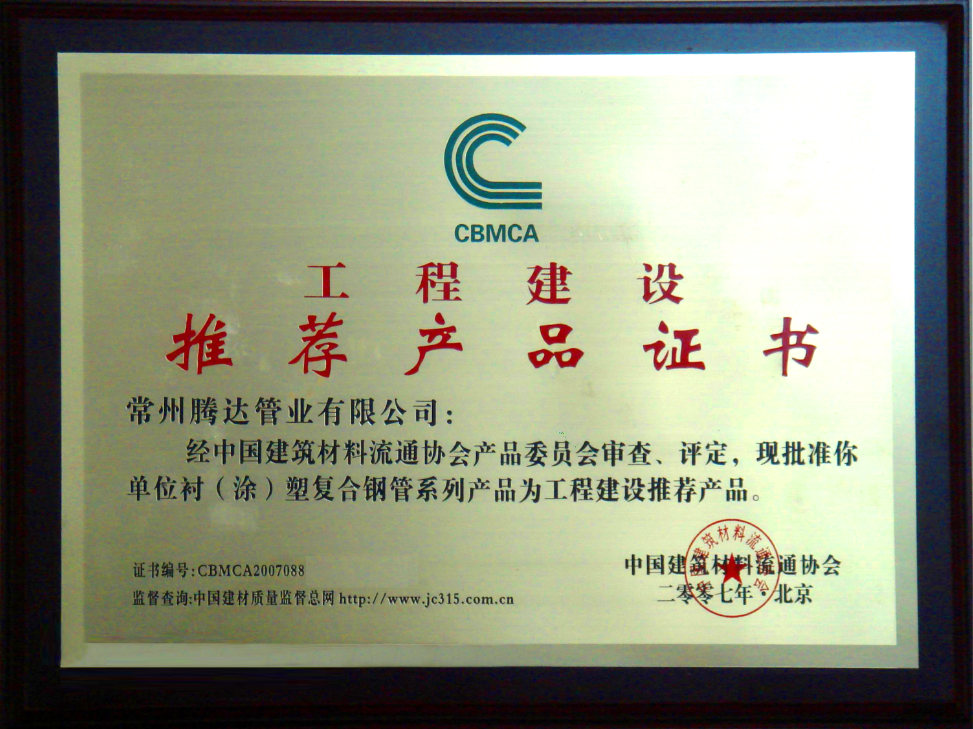 CBMCA
工程建设
推荐产品证书
常州腾达管业有限公司：
经中国建筑材料流通协会产品委员会审查、评定，现批准你
单位衬（涂）塑复合钢管系列产品为工程建设推荐产品。
证书编号:CBMCA2007088
监督查询:中国建材质量监督总网http://www.jc315.com.cn
中国建筑材料流通协会
二零零七年·北京